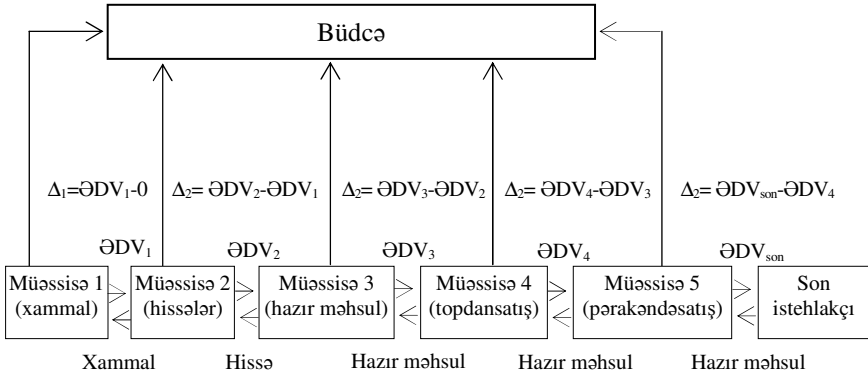 Büdcə
Δ₁=ƏDV₁-0 Δ₂= ƏDV₂-ƏDV₁ Δ₂= ƏDV₃-ƏDV₂ Δ₂= ƏDV₄-ƏDV₃ Δ₂= ƏDVson-ƏDV₄
ƏDV₁ ƏDV₂ ƏDV₃ ƏDV₄ ƏDVson
Müəssisə 1
(xammal)
Müəssisə 2
(hissələr)
Müəssisə 3
(hazır məhsul)
Müəssisə 4
(topdansatış)
Müəssisə 5
(pərakəndəsatış)
Son
istehlakçı
Xammal Hissə Hazır məhsul Hazır məhsul Hazır məhsul